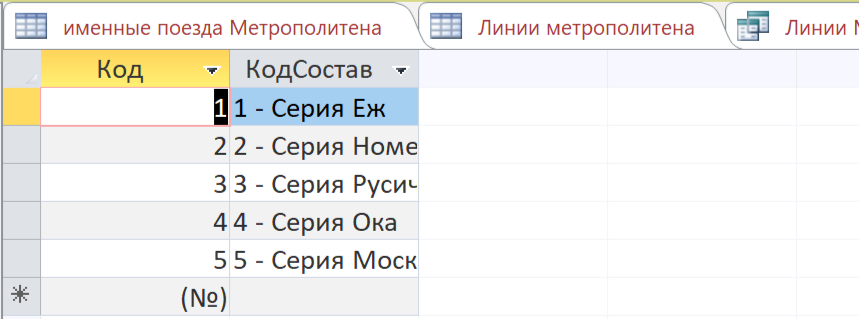 именные поезда Метрополитена Линии метрополитена Линии
Код КодСостав
1 1 - Серия Еж
2 2 - Серия Номе
3 3 - Серия Русич
4 4 - Серия Ока
5 5 - Серия Моск
(№)